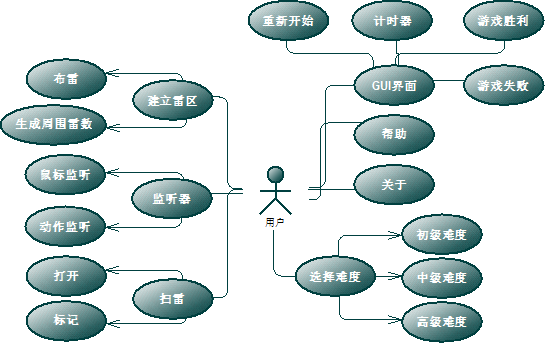 重新开始
计时器
游戏胜利
布雷
建立雷区
GUI界面
游戏失败
生成周围雷数
帮助
鼠标监听
监听器
关于
动作监听
用户
初级难度
打开
扫雷
选择难度
中级难度
标记
高级难度